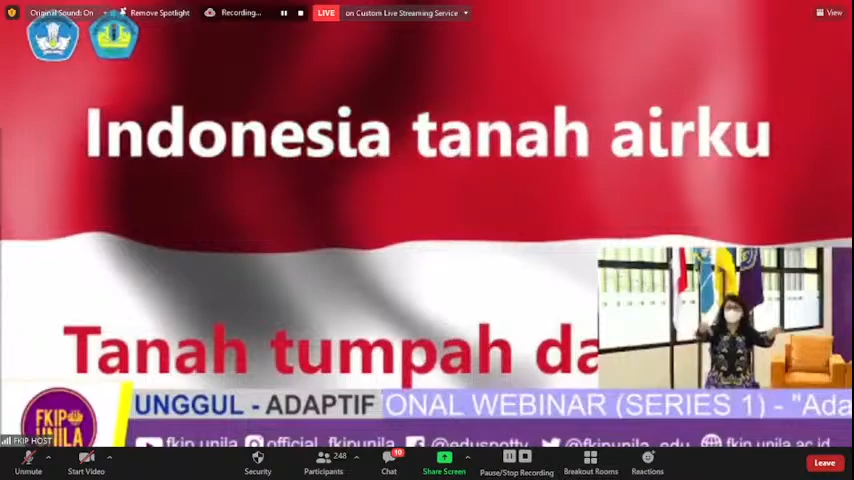 Original Sound: On
Remove Spotlight
Recording...
LIVE
on Custom Live Streaming Service
View
Indonesia tanah airku
Tanah tumpah da
FKIP
UNILA
UNGGUL - ADAPTIF
ONAL WEBINAR (SERIES 1) - "Ada
fkip unila
official_fkipunila
@eduspotty
@fkipunila_edu
fkip.unila.ac.id
FKIP HOST
Unmute
Start Video
Security
248
Participants
10
Chat
Share Screen
Pause/Stop Recording
Breakout Rooms
Reactions
Leave